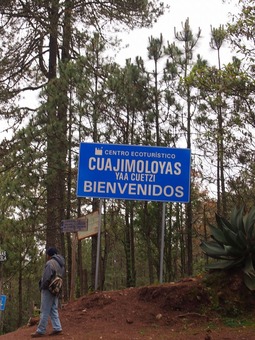 CENTRO ECOTURÍSTICO
CUAJIMOLOYAS
YAA CUETZI
BIENVENIDOS